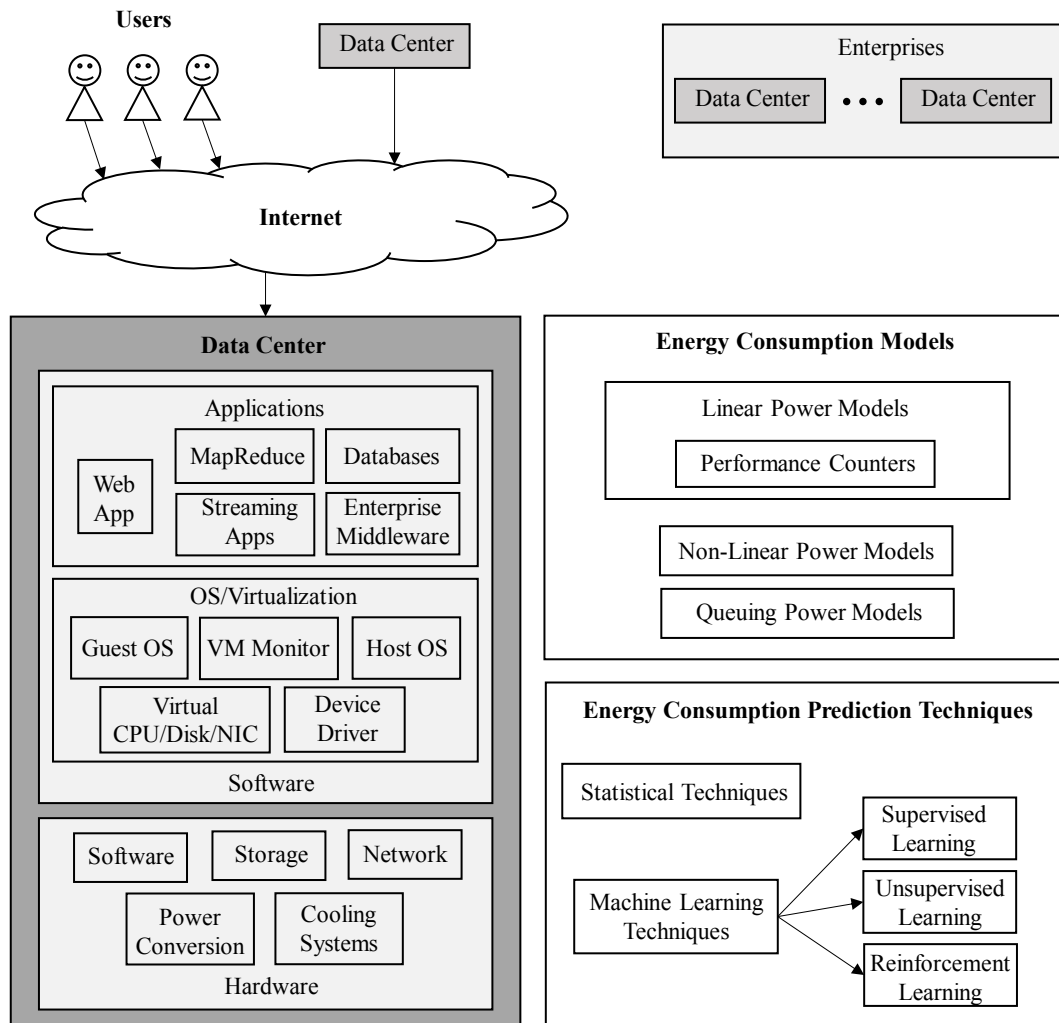 Users
Data Center
Enterprises
Data Center
Data Center
Internet
Data Center
Applications
Web
App
MapReduce
Databases
Streaming
Apps
Enterprise
Middleware
OS/Virtualization
Guest OS
VM Monitor
Host OS
Virtual
CPU/Disk/NIC
Device
Driver
Software
Software
Storage
Network
Power
Conversion
Cooling
Systems
Hardware
Energy Consumption Models
Linear Power Models
Performance Counters
Non-Linear Power Models
Queuing Power Models
Energy Consumption Prediction Techniques
Statistical Techniques
Machine Learning
Techniques
Supervised
Learning
Unsupervised
Learning
Reinforcement
Learning